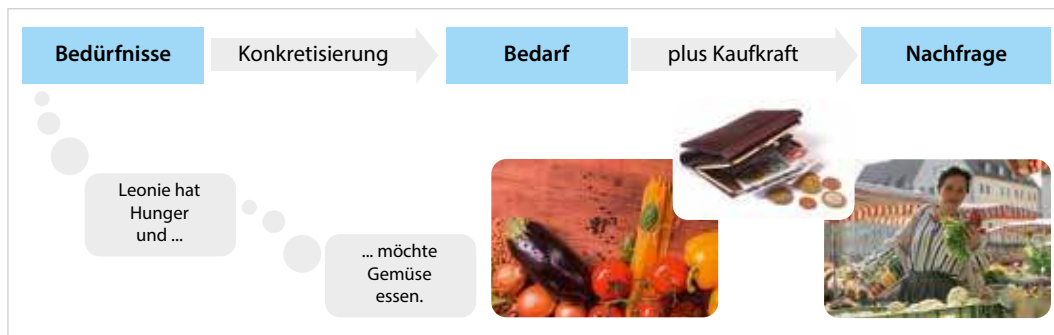 Bedürfnisse
Konkretisierung
Bedarf
plus Kaufkraft
Nachfrage
Leonie hat
Hunger
und ...
... möchte
Gemüse
essen.